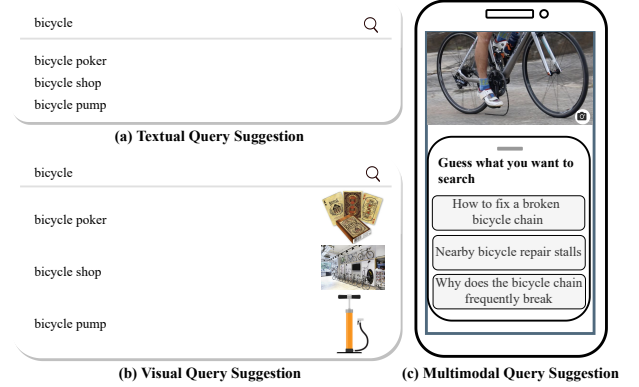 bicycle
bicycle poker
bicycle shop
bicycle pump
(a) Textual Query Suggestion
bicycle
bicycle poker
bicycle shop
bicycle pump
(b) Visual Query Suggestion
Guess what you want to
search
How to fix a broken
bicycle chain
Nearby bicycle repair stalls
Why does the bicycle chain
frequently break
(c) Multimodal Query Suggestion